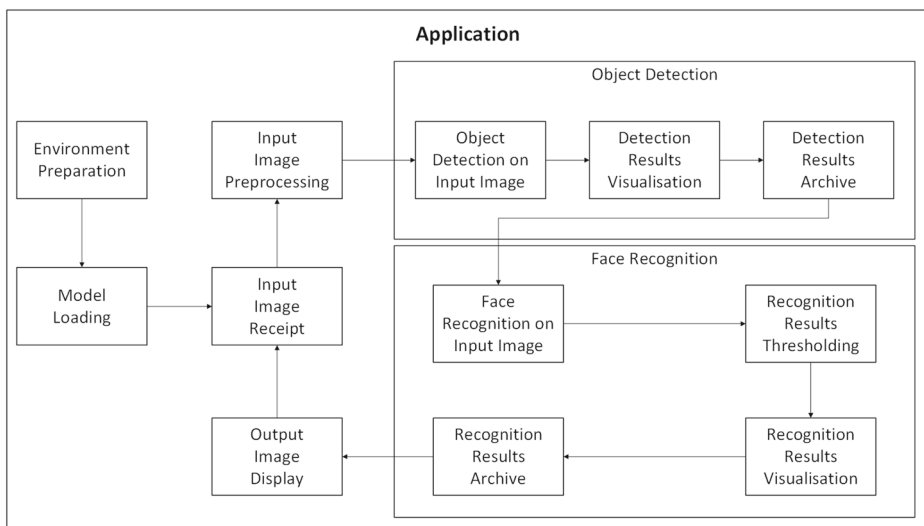 Application
Object Detection
Environment
Preparation
Input
Image
Preprocessing
Object
Detection on
Input Image
Detection
Results
Visualisation
Detection
Results
Archive
Face Recognition
Model
Loading
Input
Image
Receipt
Face
Recognition on
Input Image
Recognition
Results
Thresholding
Output
Image
Display
Recognition
Results
Archive
Recognition
Results
Visualisation